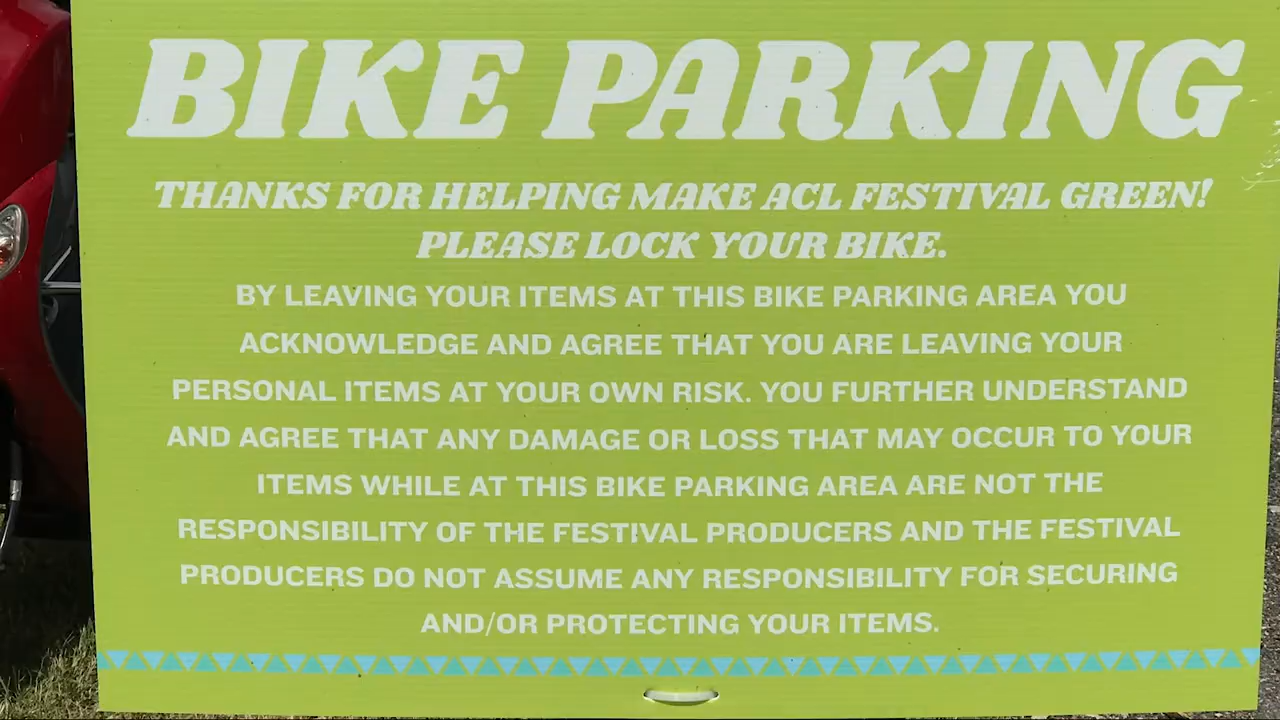 BIKE PARKING
THANKS FOR HELPING MAKE ACL FESTIVAL GREEN!
PLEASE LOCK YOUR BIKE.
BY LEAVING YOUR ITEMS AT THIS BIKE PARKING AREA YOU
ACKNOWLEDGE AND AGREE THAT YOU ARE LEAVING YOUR
PERSONAL ITEMS AT YOUR OWN RISK. YOU FURTHER UNDERSTAND
AND AGREE THAT ANY DAMAGE OR LOSS THAT MAY OCCUR TO YOUR
ITEMS WHILE AT THIS BIKE PARKING AREA ARE NOT THE
RESPONSIBILITY OF THE FESTIVAL PRODUCERS AND THE FESTIVAL
PRODUCERS DO NOT ASSUME ANY RESPONSIBILITY FOR SECURING
AND/OR PROTECTING YOUR ITEMS.